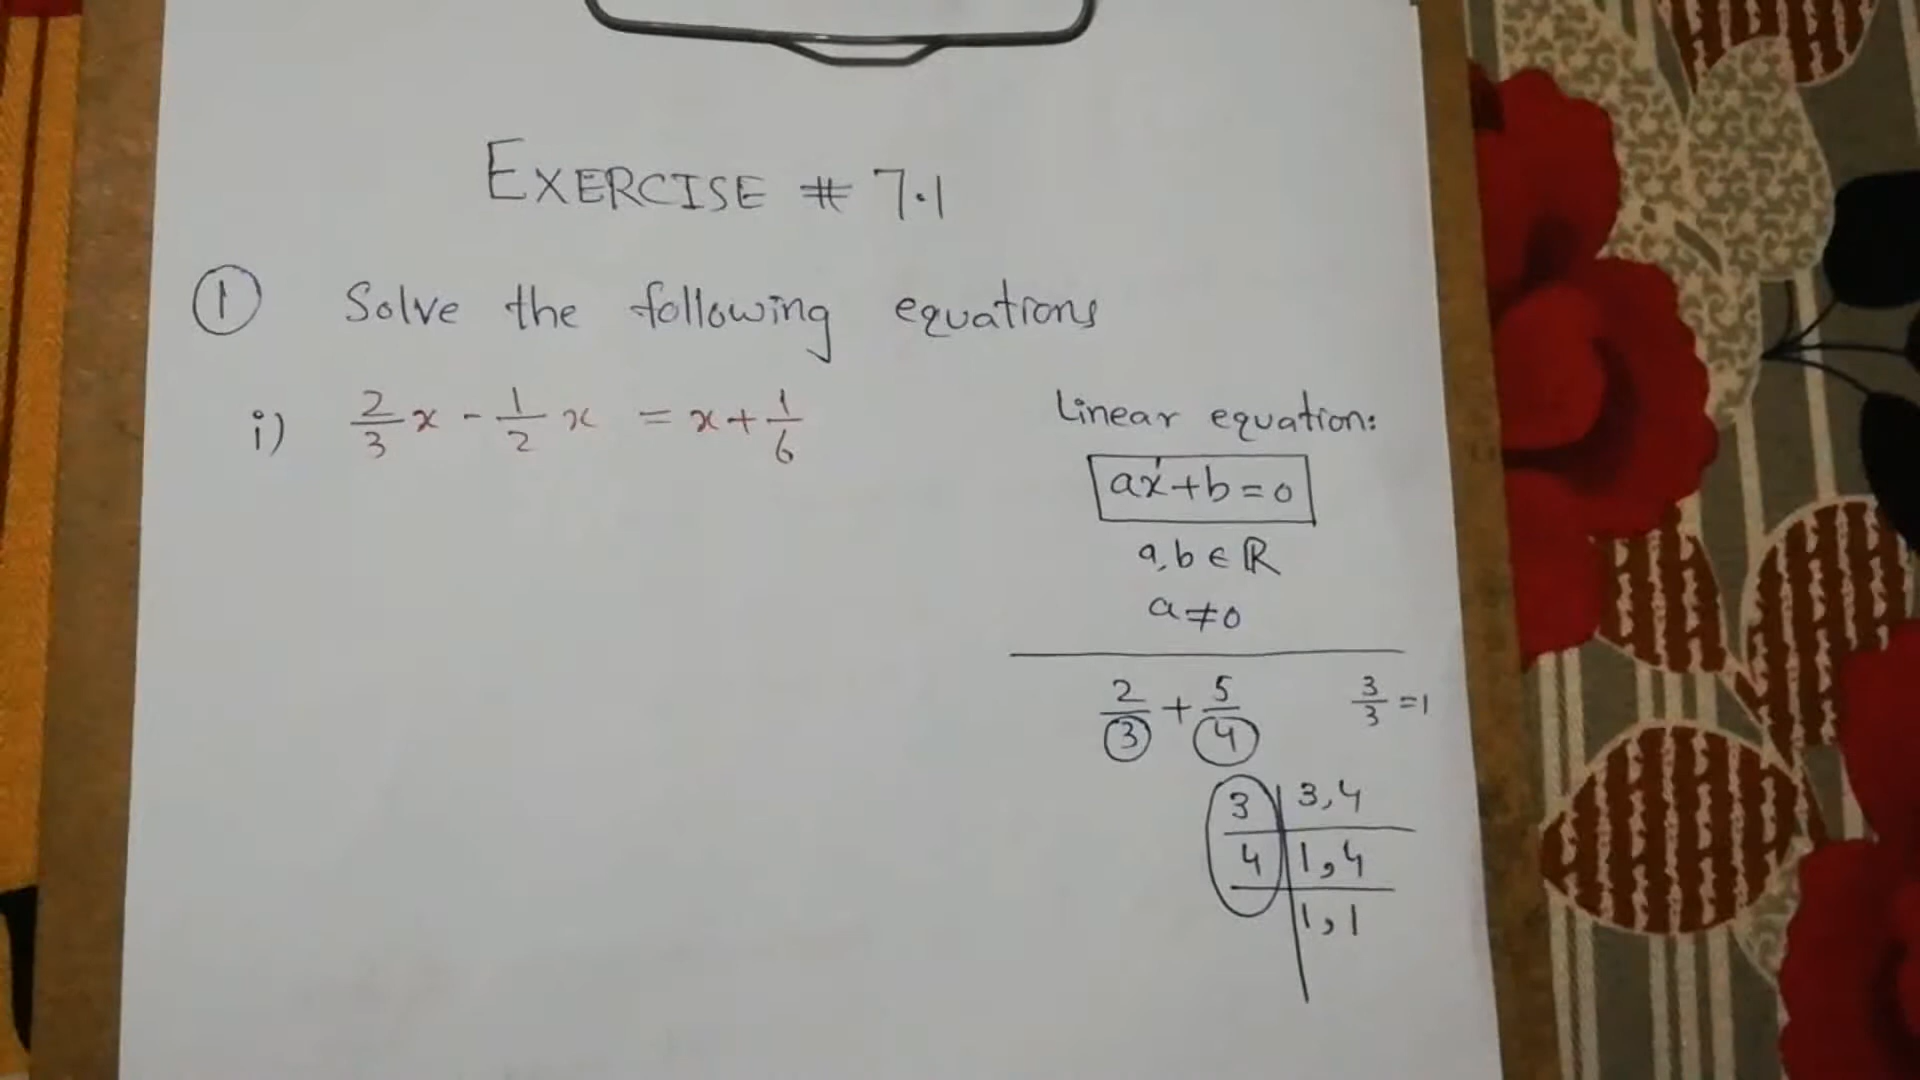 EXERCISE # 7.1
① Solve the following equations
i) 2/3 x - 1/2 x = x + 1/6
Linear equation:
ax¹+b=0
a,b ∈ ℝ
a≠0
2/3 + 5/4
3/3 = 1
3 | 3,4
4 | 1,4
| 1,1